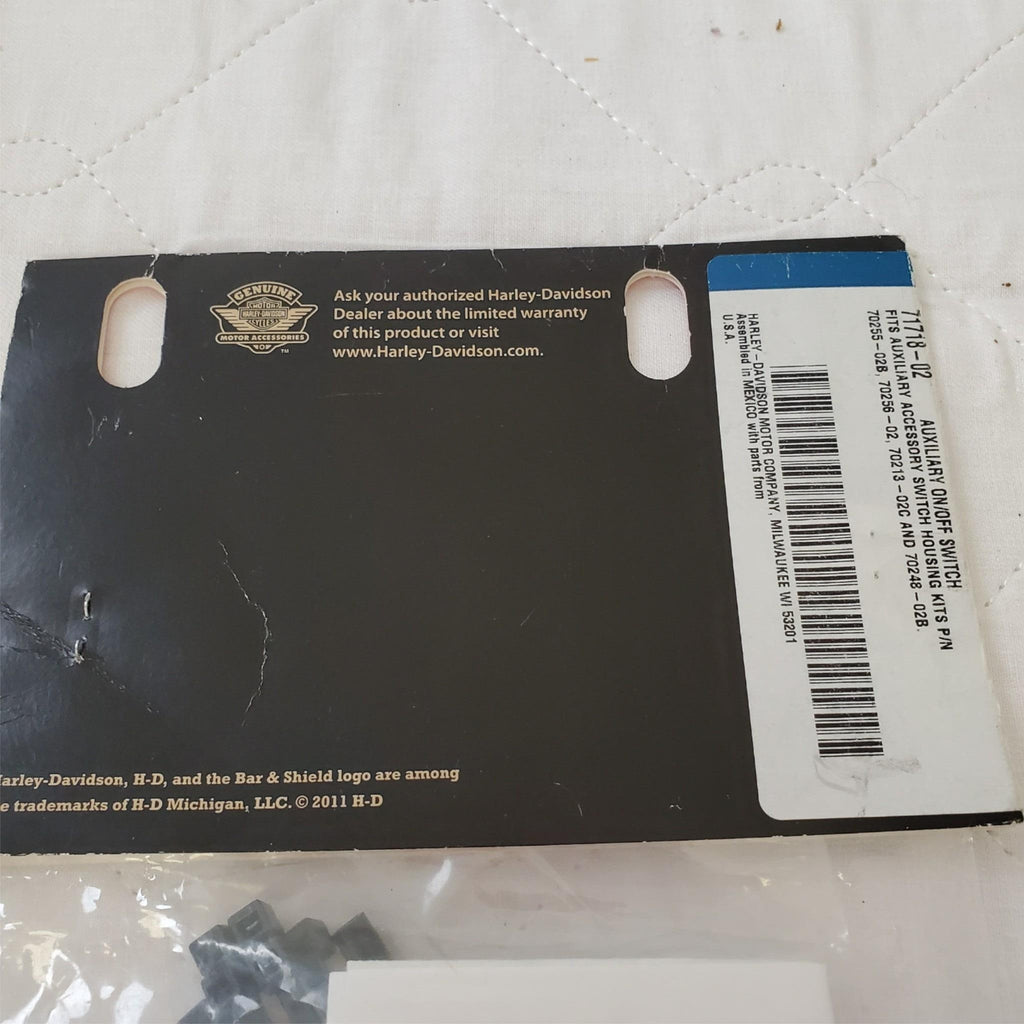 GENUINE
MOTOR
HARLEY-DAVIDSON
CYCLES
MOTOR ACCESSORIES
TM
Ask your authorized Harley-Davidson
Dealer about the limited warranty
of this product or visit
www.Harley-Davidson.com.
71718-02 AUXILIARY ON/OFF SWITCH
FITS AUXILIARY ACCESSORY SWITCH HOUSING KITS P/N
70255-02B, 70256-02, 70213-02C AND 70248-02B.
HARLEY-DAVIDSON MOTOR COMPANY, MILWAUKEE WI 53201
Assembled in MEXICO with parts from
U.S.A.
arley-Davidson, H-D, and the Bar & Shield logo are among
e trademarks of H-D Michigan, LLC. © 2011 H-D